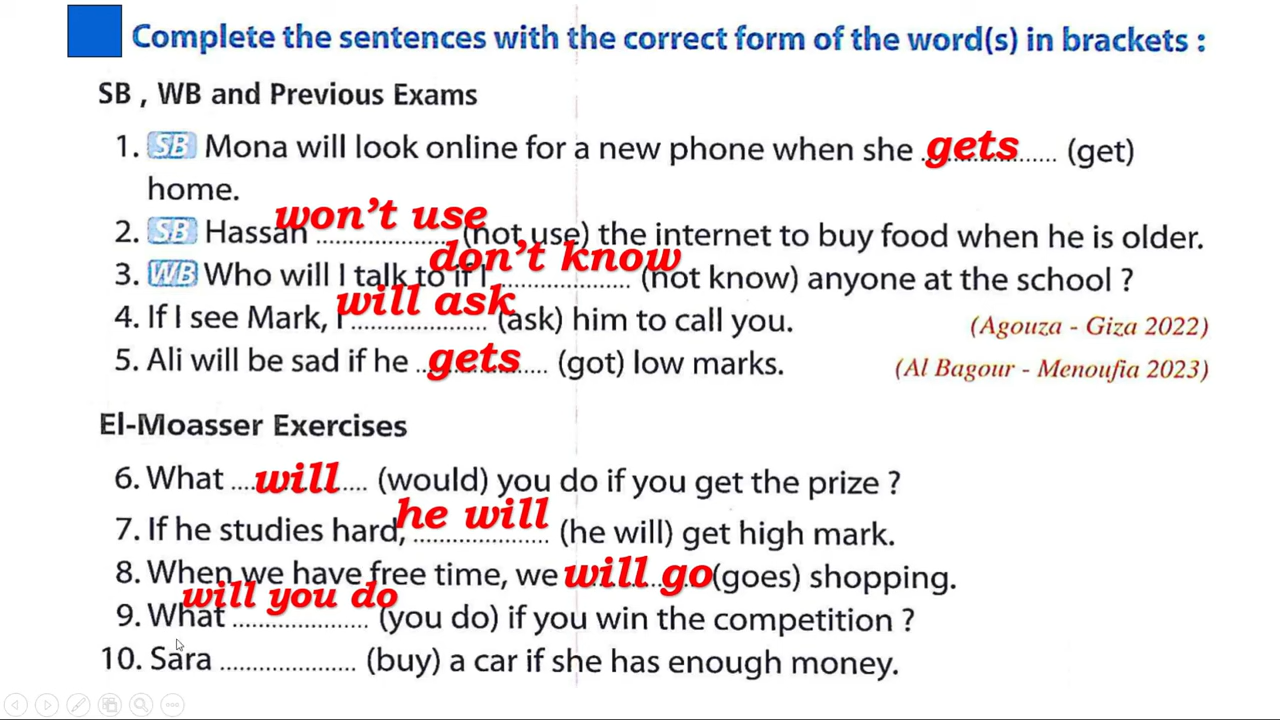 Complete the sentences with the correct form of the word(s) in brackets :
SB , WB and Previous Exams
1. SB Mona will look online for a new phone when she gets (get)
home.
2. SB Hassan won't use (not use) the internet to buy food when he is older.
3. WB Who will I talk to if I don't know (not know) anyone at the school ?
4. If I see Mark, I will ask (ask) him to call you. (Agouza - Giza 2022)
5. Ali will be sad if he gets (got) low marks. (Al Bagour - Menoufia 2023)
El-Moasser Exercises
6. What will (would) you do if you get the prize ?
7. If he studies hard, he will (he will) get high mark.
8. When we have free time, we will go (goes) shopping.
9. What will you do (you do) if you win the competition ?
10. Sara .................... (buy) a car if she has enough money.